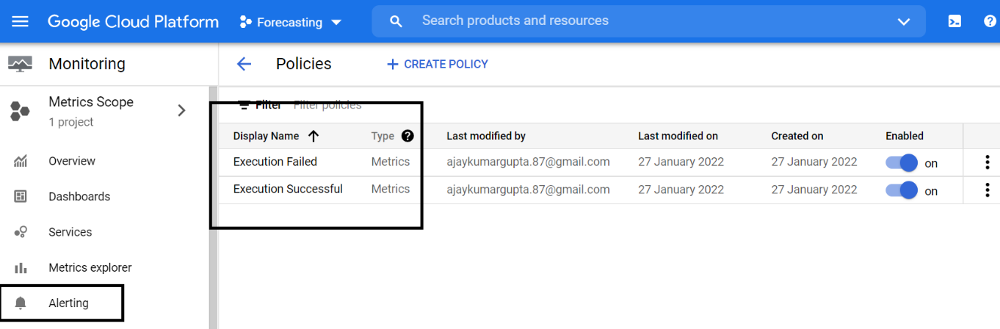 Google Cloud Platform
Forecasting
Search products and resources
?
Monitoring
Policies
+ CREATE POLICY
Metrics Scope
1 project
Filter Filter policies
Display Name Type ? Last modified by Last modified on Created on Enabled
Execution Failed Metrics ajaykumargupta.87@gmail.com 27 January 2022 27 January 2022 on
Execution Successful Metrics ajaykumargupta.87@gmail.com 27 January 2022 27 January 2022 on
Overview
Dashboards
Services
Metrics explorer
Alerting